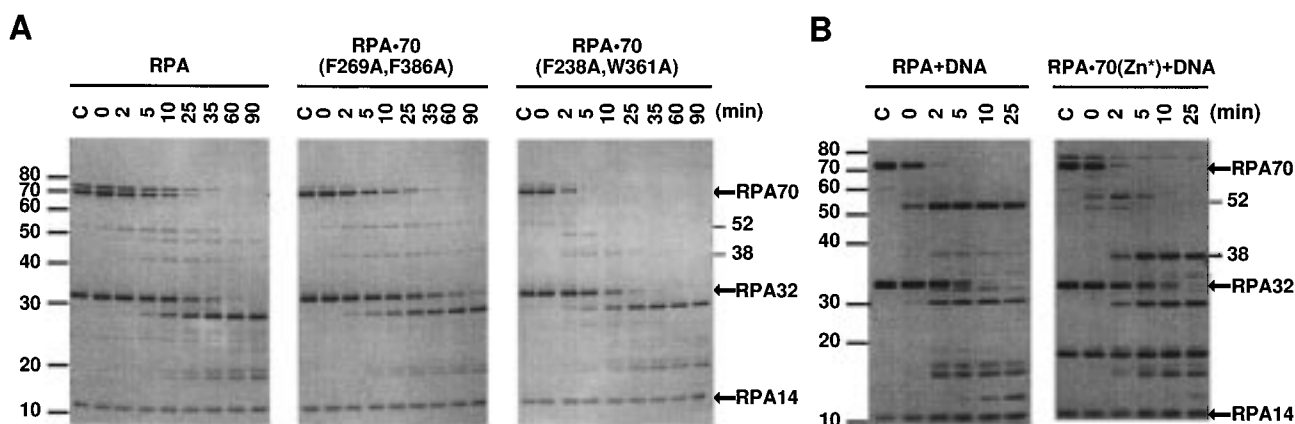 A
RPA
RPA•70
(F269A,F386A)
RPA•70
(F238A,W361A)
C 0 2 5 10 25 35 60 90
C 0 2 5 10 25 35 60 90
C 0 2 5 10 25 35 60 90 (min)
80
70
60
50
40
30
20
10
RPA70
52
38
RPA32
RPA14
B
RPA+DNA
RPA•70(Zn*)+DNA
C 0 2 5 10 25
C 0 2 5 10 25 (min)
80
70
60
50
40
30
20
10
RPA70
52
38
RPA32
RPA14